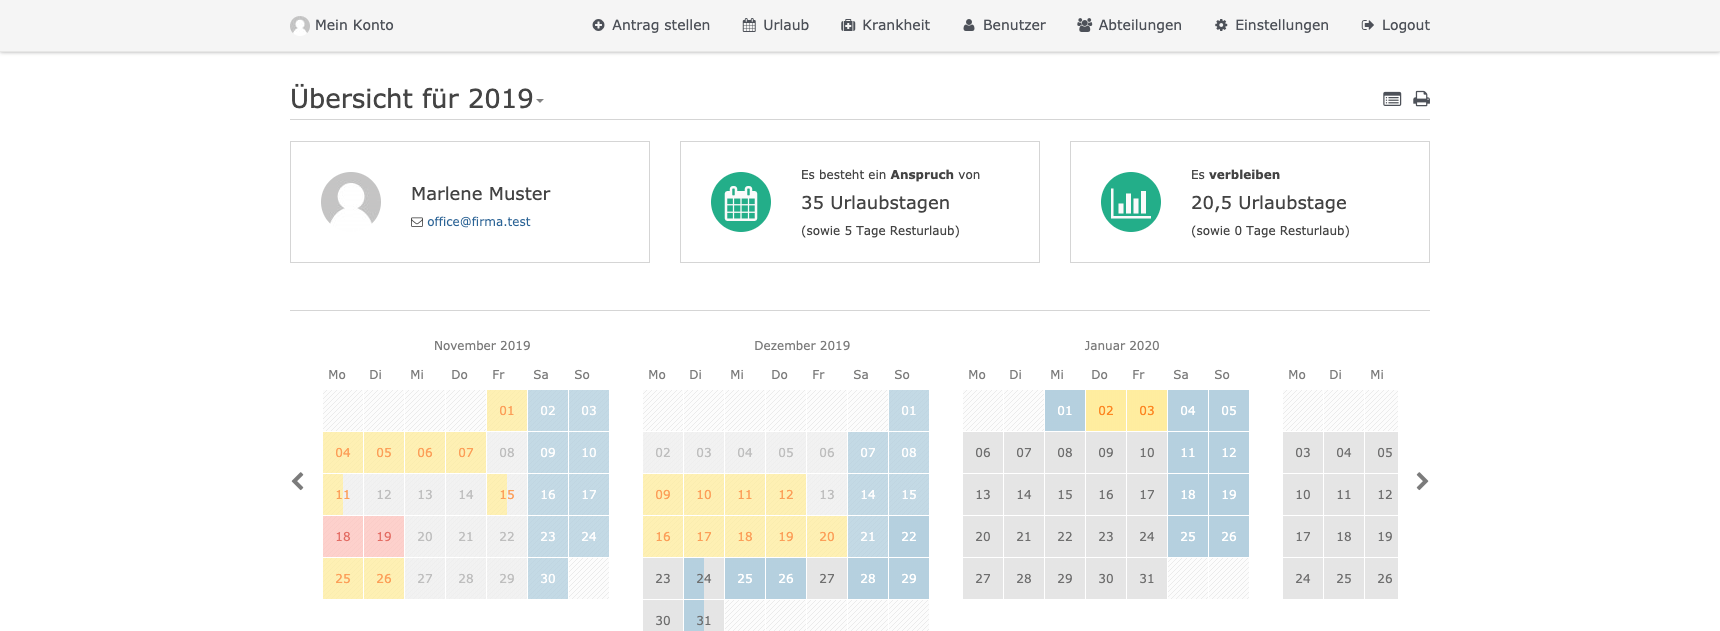 Mein Konto Antrag stellen Urlaub Krankheit Benutzer Abteilungen Einstellungen Logout
Übersicht für 2019
Marlene Muster
office@firma.test
Es besteht ein Anspruch von
35 Urlaubstagen
(sowie 5 Tage Resturlaub)
Es verbleiben
20,5 Urlaubstage
(sowie 0 Tage Resturlaub)
November 2019
Mo Di Mi Do Fr Sa So
01 02 03
04 05 06 07 08 09 10
11 12 13 14 15 16 17
18 19 20 21 22 23 24
25 26 27 28 29 30
Dezember 2019
Mo Di Mi Do Fr Sa So
01
02 03 04 05 06 07 08
09 10 11 12 13 14 15
16 17 18 19 20 21 22
23 24 25 26 27 28 29
30 31
Januar 2020
Mo Di Mi Do Fr Sa So
01 02 03 04 05
06 07 08 09 10 11 12
13 14 15 16 17 18 19
20 21 22 23 24 25 26
27 28 29 30 31
Mo Di Mi
03 04 05
10 11 12
17 18 19
24 25 26